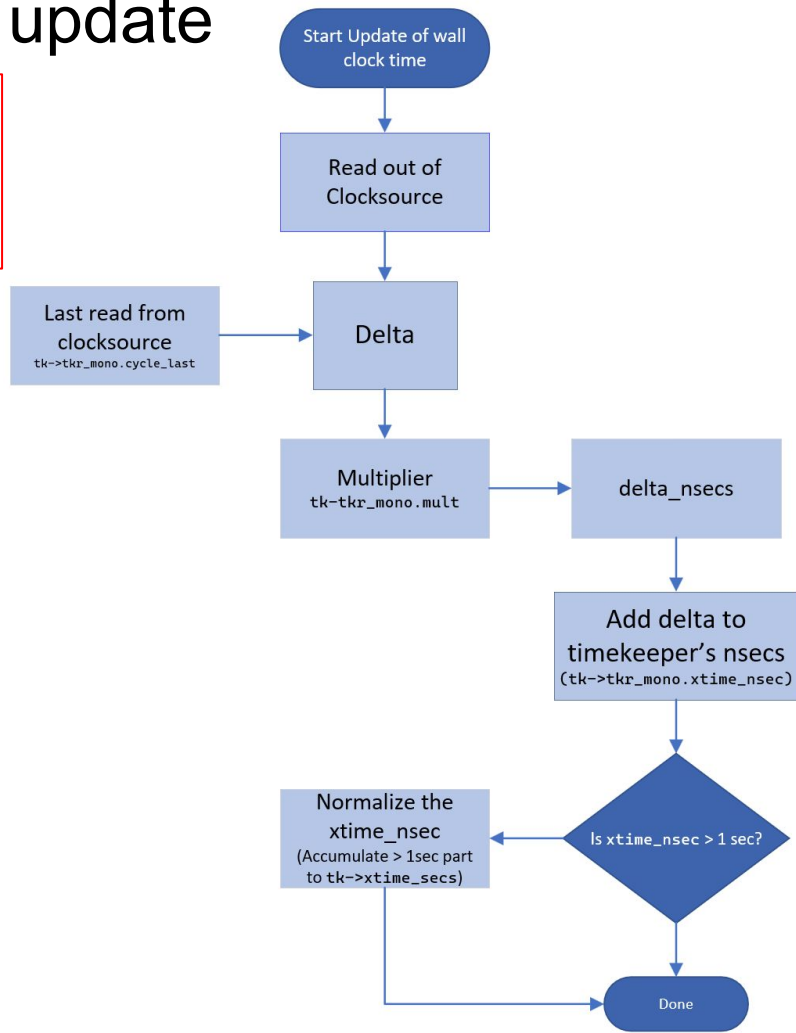 update
Start Update of wall
clock time
Read out of
Clocksource
Last read from
clocksource
tk->tkr_mono.cycle_last
Delta
Multiplier
tk-tkr_mono.mult
delta_nsecs
Add delta to
timekeeper's nsecs
(tk->tkr_mono.xtime_nsec)
Is xtime_nsec > 1 sec?
Normalize the
xtime_nsec
(Accumulate > 1sec part
to tk->xtime_secs)
Done